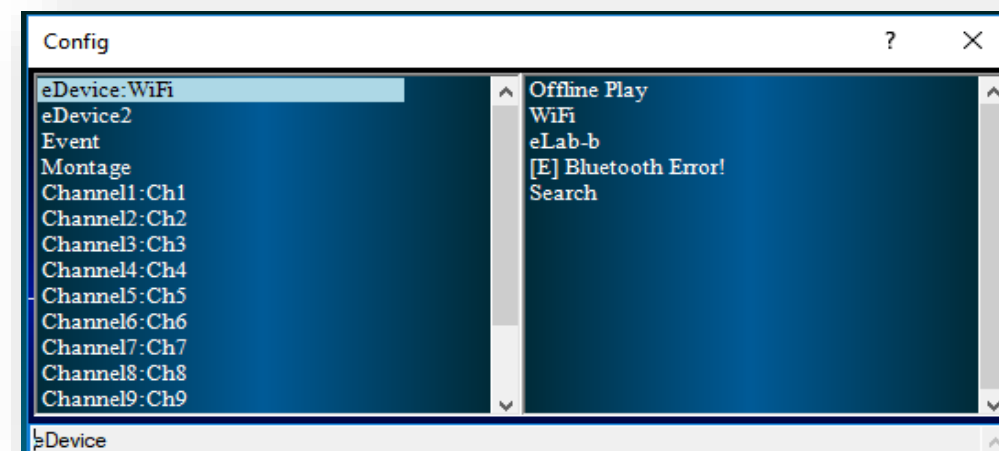 Config
?
eDevice:WiFi
eDevice2
Event
Montage
Channel1:Ch1
Channel2:Ch2
Channel3:Ch3
Channel4:Ch4
Channel5:Ch5
Channel6:Ch6
Channel7:Ch7
Channel8:Ch8
Channel9:Ch9
Offline Play
WiFi
eLab-b
[E] Bluetooth Error!
Search
eDevice